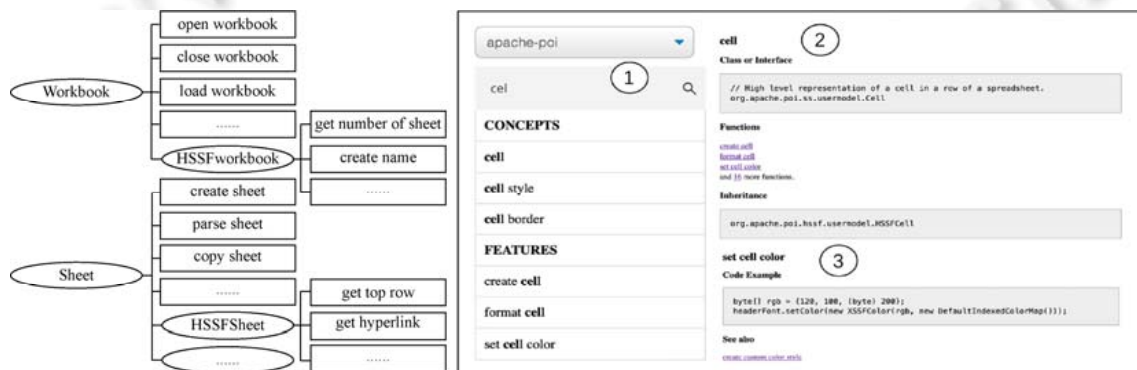 open workbook
close workbook
Workbook
load workbook
......
get number of sheet
HSSFworkbook
create name
create sheet
......
parse sheet
copy sheet
Sheet
......
get top row
HSSFSheet
get hyperlink
......
......
apache-poi
1
cel
CONCEPTS
cell
cell style
cell border
FEATURES
create cell
format cell
set cell color
cell
2
Class or Interface
// High level representation of a cell in a row of a spreadsheet.
org.apache.poi.ss.usermodel.Cell
Functions
create cell
format cell
set cell color
and 16 more functions.
Inheritance
org.apache.poi.hssf.usermodel.HSSFCell
set cell color
3
Code Example
byte[] rgb = {120, 100, (byte) 200};
headerFont.setColor(new XSSFColor(rgb, new DefaultIndexedColorMap()));
See also
create custom color